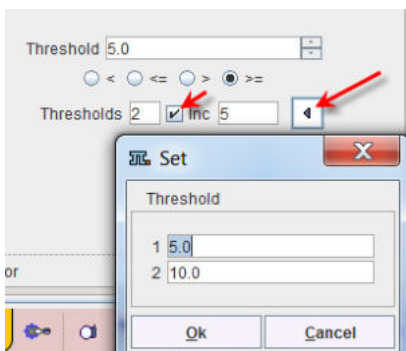 Threshold 5.0
< <= > >=
Thresholds 2 Inc 5
Set
Threshold
1 5.0
2 10.0
or
Ok Cancel